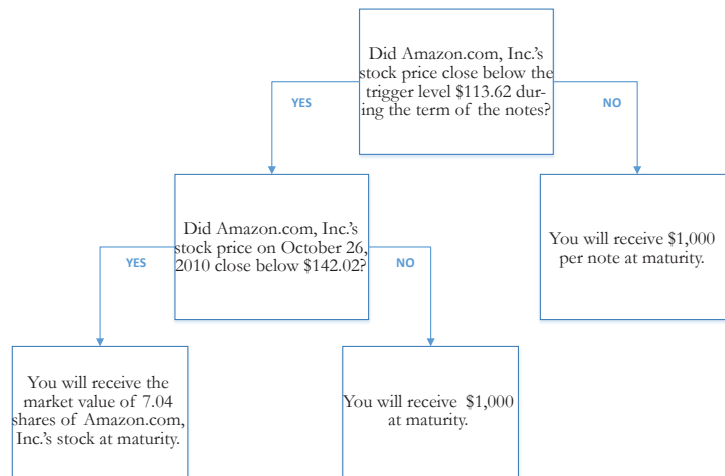 Did Amazon.com, Inc.'s
stock price close below the
trigger level $113.62 dur-
ing the term of the notes?
YES
NO
Did Amazon.com, Inc.'s
stock price on October 26,
2010 close below $142.02?
You will receive $1,000
per note at maturity.
YES
NO
You will receive the
market value of 7.04
shares of Amazon.com,
Inc.'s stock at maturity.
You will receive $1,000
at maturity.